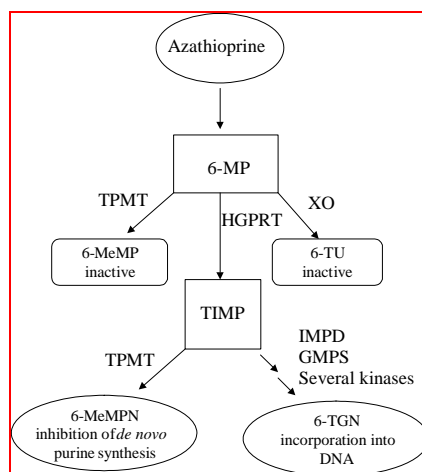 Azathioprine
6-MP
TPMT
HGPRT
XO
6-MeMP
inactive
6-TU
inactive
TIMP
TPMT
IMPD
GMPS
Several kinases
6-MeMPN
inhibition of de novo
purine synthesis
6-TGN
incorporation into
DNA